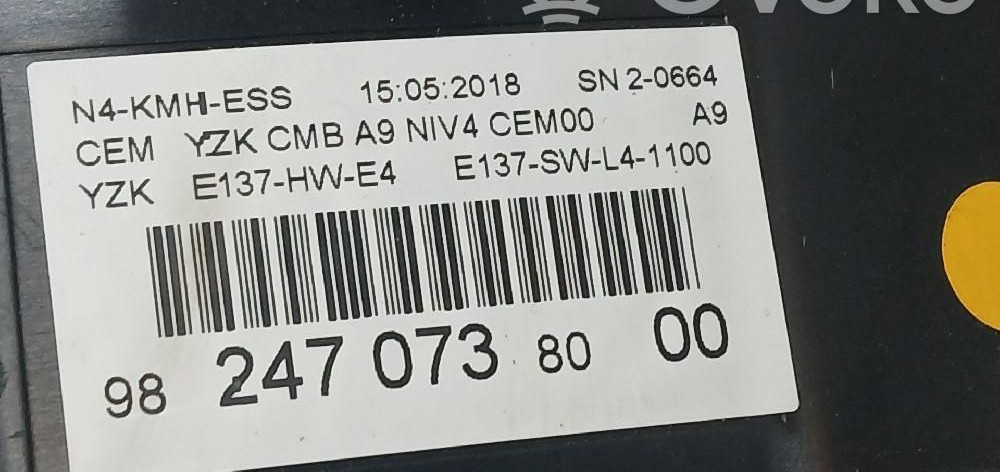 N4-KMH-ESS 15:05:2018 SN 2-0664
CEM YZK CMB A9 NIV4 CEM00 A9
YZK E137-HW-E4 E137-SW-L4-1100
98 247 073 80 00